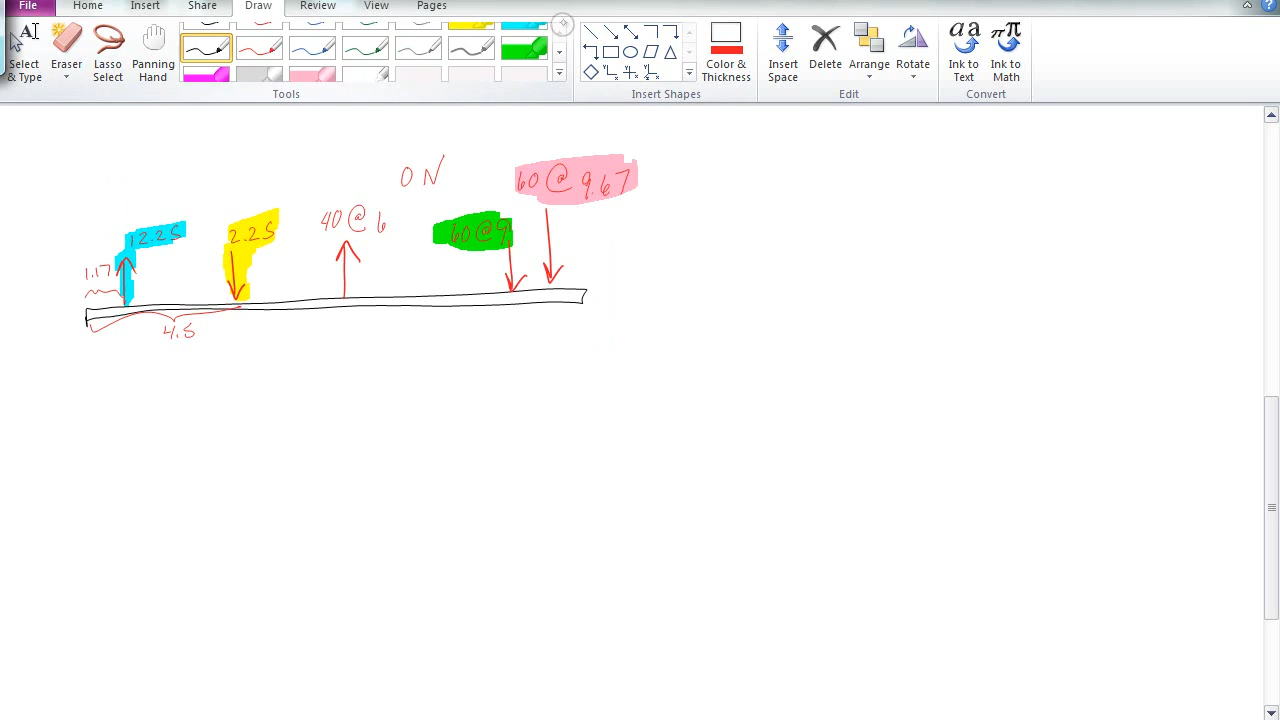 File Home Insert Share Draw Review View Pages
Select & Type
Eraser
Lasso Select
Panning Hand
Color & Thickness
Insert Space
Delete
Arrange
Rotate
Ink to Text
Ink to Math
Tools Insert Shapes Edit Convert
0 N
60 @ 9.67
12.25
2.25
40 @ 6
60 @ 9
1.17
4.5